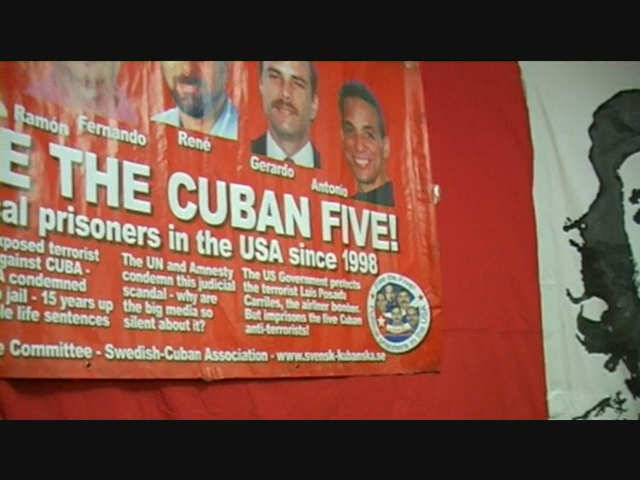 Ramón Fernando René Gerardo Antonio
E THE CUBAN FIVE!
al prisoners in the USA since 1998
xposed terrorist
gainst CUBA -
A condemned
jail - 15 years up
le life sentences
The UN and Amnesty
condemn this judicial
scandal - why are
the big media so
silent about it?
The US Government protects
the terrorist Luis Posada
Carriles, the airliner bomber.
But imprisons the five Cuban
anti-terrorists!
e Committee - Swedish-Cuban Association - www.svensk-kubanska.se